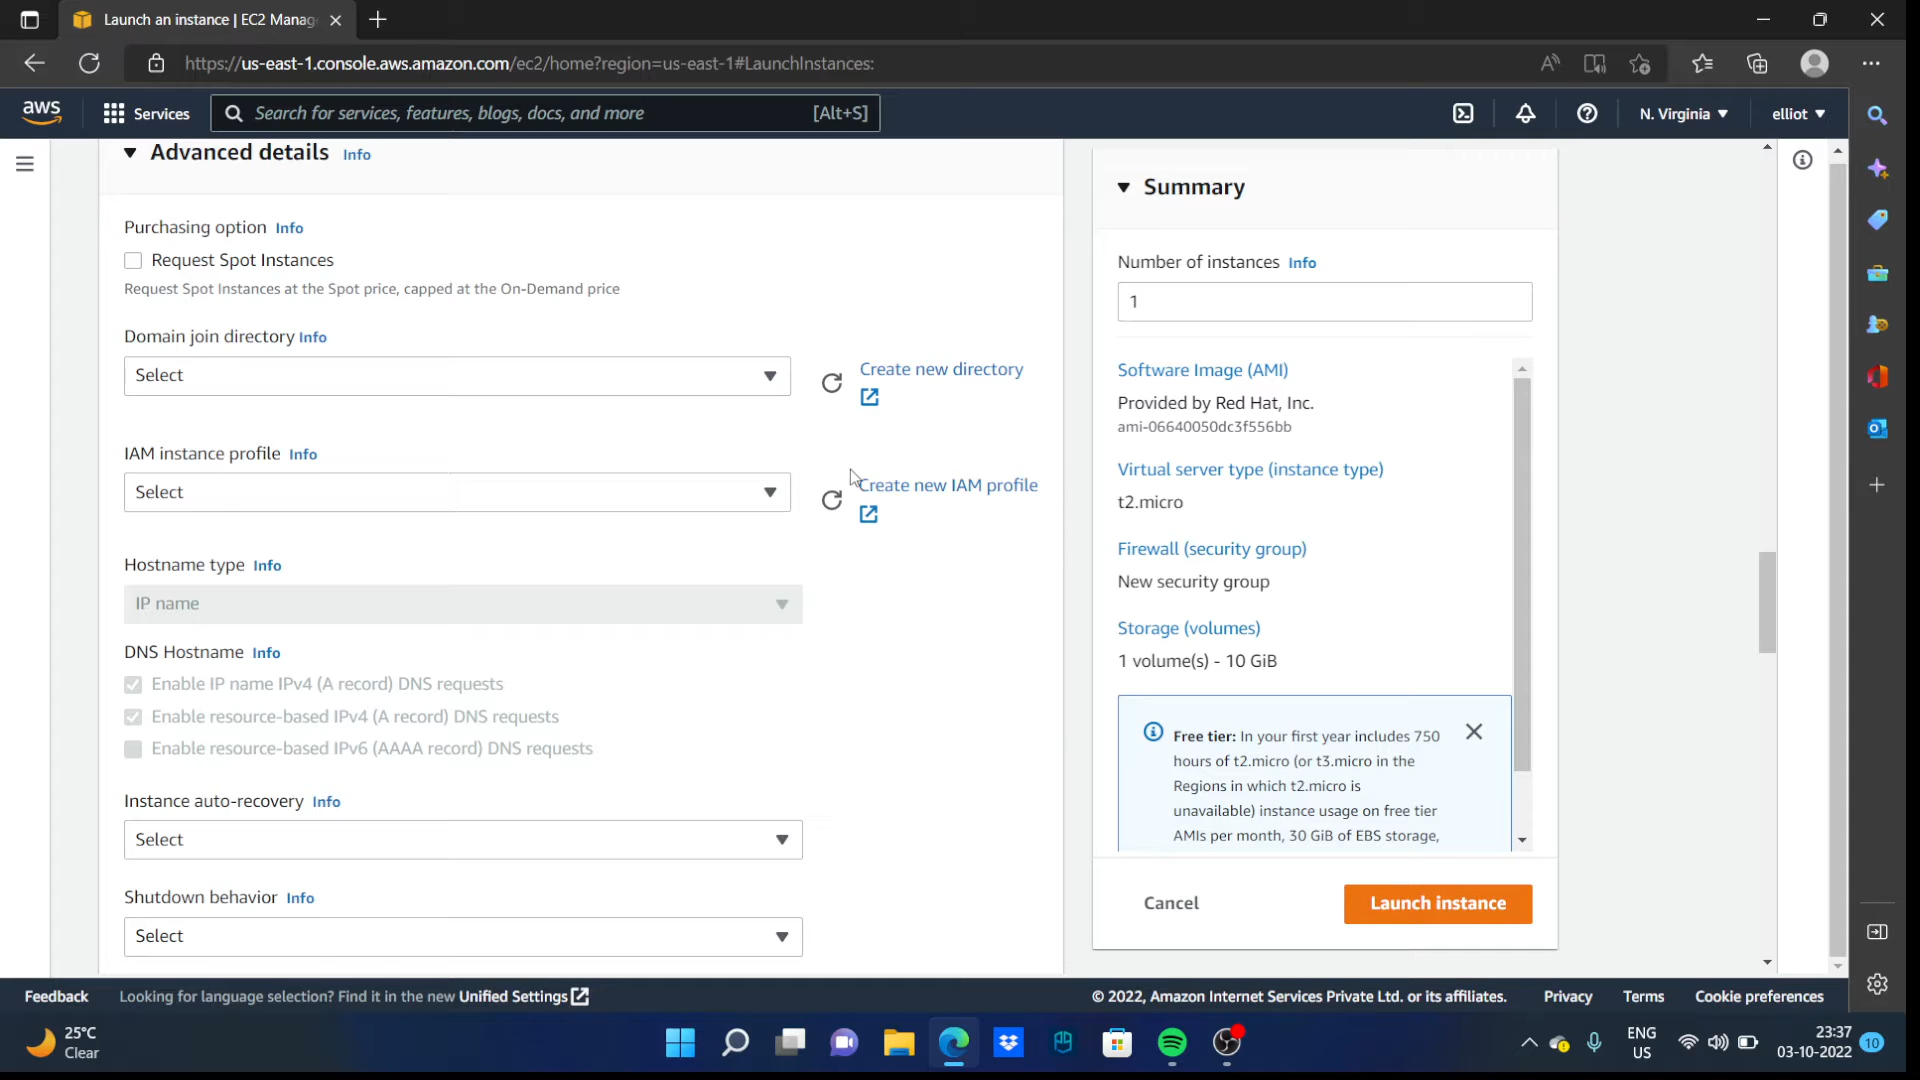 Launch an instance | EC2 Manag
https://us-east-1.console.aws.amazon.com/ec2/home?region=us-east-1#LaunchInstances:
aws
Services
Search for services, features, blogs, docs, and more
[Alt+S]
N. Virginia ▼
elliot ▼
Advanced details Info
Purchasing option Info
Request Spot Instances
Request Spot Instances at the Spot price, capped at the On-Demand price
Domain join directory Info
Select
Create new directory
IAM instance profile Info
Select
Create new IAM profile
Hostname type Info
IP name
DNS Hostname Info
Enable IP name IPv4 (A record) DNS requests
Enable resource-based IPv4 (A record) DNS requests
Enable resource-based IPv6 (AAAA record) DNS requests
Instance auto-recovery Info
Select
Shutdown behavior Info
Select
Summary
Number of instances Info
1
Software Image (AMI)
Provided by Red Hat, Inc.
ami-06640050dc3f556bb
Virtual server type (instance type)
t2.micro
Firewall (security group)
New security group
Storage (volumes)
1 volume(s) - 10 GiB
Free tier: In your first year includes 750
hours of t2.micro (or t3.micro in the
Regions in which t2.micro is
unavailable) instance usage on free tier
AMIs per month, 30 GiB of EBS storage,
Cancel
Launch instance
Feedback
Looking for language selection? Find it in the new Unified Settings
© 2022, Amazon Internet Services Private Ltd. or its affiliates.
Privacy
Terms
Cookie preferences
25°C
Clear
ENG
US
23:37
03-10-2022
10